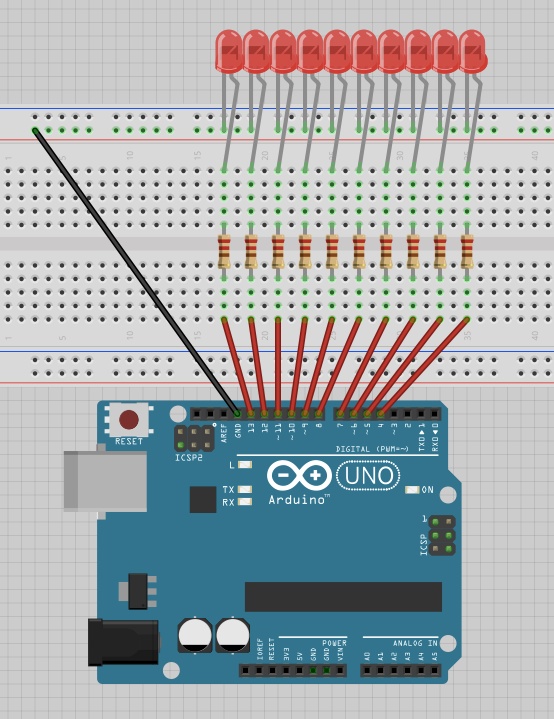 1 5 10 15 20 25 30 35 40
1 5 10 15 20 25 30 35 40
RESET
ICSP2
AREF GND 13 12 ~11 ~10 ~9 8 7 ~6 ~5 4 ~3 2 TXD 1 RXD 0
DIGITAL (PWM=~)
L
TX
RX
UNO
ON
Arduino™
1
ICSP
POWER
ANALOG IN
IOREF RESET 3V3 5V GND GND VIN A0 A1 A2 A3 A4 A5